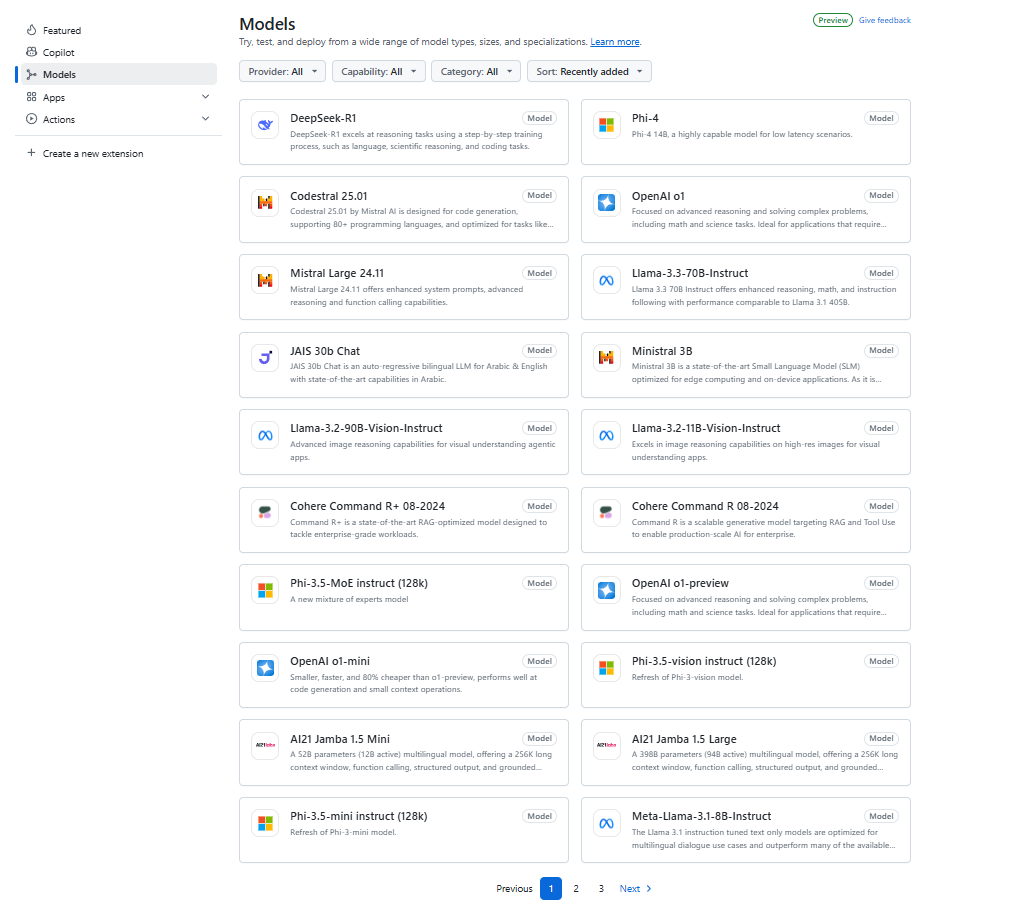 Featured
Copilot
Models
Apps
Actions
Create a new extension
Models
Preview Give feedback
Try, test, and deploy from a wide range of model types, sizes, and specializations. Learn more.
Provider: All
Capability: All
Category: All
Sort: Recently added
DeepSeek-R1 Model
DeepSeek-R1 excels at reasoning tasks using a step-by-step training
process, such as language, scientific reasoning, and coding tasks.
Phi-4 Model
Phi-4 14B, a highly capable model for low latency scenarios.
Codestral 25.01 Model
Codestral 25.01 by Mistral AI is designed for code generation,
supporting 80+ programming languages, and optimized for tasks like...
OpenAI o1 Model
Focused on advanced reasoning and solving complex problems,
including math and science tasks. Ideal for applications that require...
Mistral Large 24.11 Model
Mistral Large 24.11 offers enhanced system prompts, advanced
reasoning and function calling capabilities.
Llama-3.3-70B-Instruct Model
Llama 3.3 70B Instruct offers enhanced reasoning, math, and instruction
following with performance comparable to Llama 3.1 405B.
JAIS 30b Chat Model
JAIS 30b Chat is an auto-regressive bilingual LLM for Arabic & English
with state-of-the-art capabilities in Arabic.
Ministral 3B Model
Ministral 3B is a state-of-the-art Small Language Model (SLM)
optimized for edge computing and on-device applications. As it is...
Llama-3.2-90B-Vision-Instruct Model
Advanced image reasoning capabilities for visual understanding agentic
apps.
Llama-3.2-11B-Vision-Instruct Model
Excels in image reasoning capabilities on high-res images for visual
understanding apps.
Cohere Command R+ 08-2024 Model
Command R+ is a state-of-the-art RAG-optimized model designed to
tackle enterprise-grade workloads.
Cohere Command R 08-2024 Model
Command R is a scalable generative model targeting RAG and Tool Use
to enable production-scale AI for enterprise.
Phi-3.5-MoE instruct (128k) Model
A new mixture of experts model
OpenAI o1-preview Model
Focused on advanced reasoning and solving complex problems,
including math and science tasks. Ideal for applications that require...
OpenAI o1-mini Model
Smaller, faster, and 80% cheaper than o1-preview, performs well at
code generation and small context operations.
Phi-3.5-vision instruct (128k) Model
Refresh of Phi-3-vision model.
AI21labs
AI21 Jamba 1.5 Mini Model
A 52B parameters (12B active) multilingual model, offering a 256K long
context window, function calling, structured output, and grounded...
AI21labs
AI21 Jamba 1.5 Large Model
A 398B parameters (94B active) multilingual model, offering a 256K long
context window, function calling, structured output, and grounded...
Phi-3.5-mini instruct (128k) Model
Refresh of Phi-3-mini model.
Meta-Llama-3.1-8B-Instruct Model
The Llama 3.1 instruction tuned text only models are optimized for
multilingual dialogue use cases and outperform many of the available...
Previous 1 2 3 Next